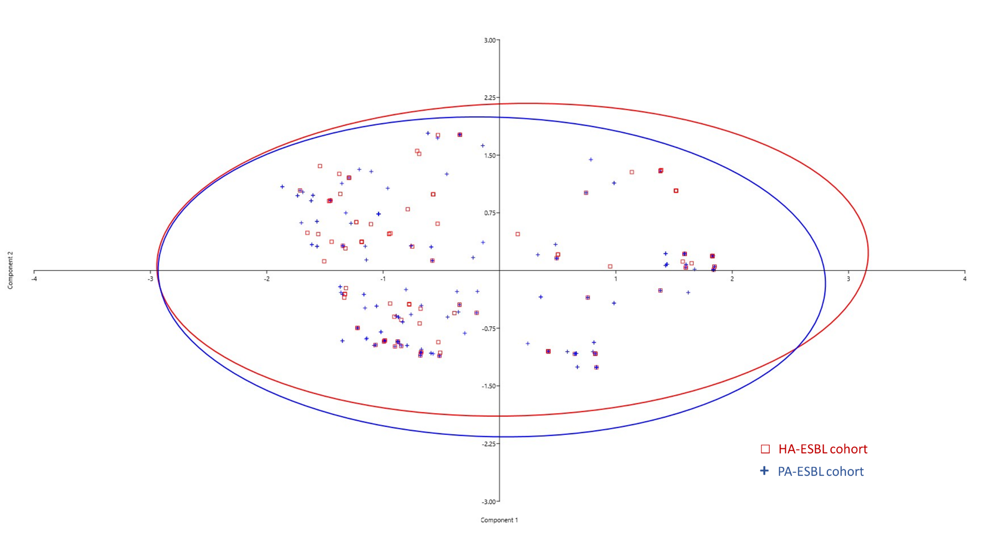 3.00
2.25
1.50
0.75
-4 -3 -2 -1 1 2 3 4
-0.75
-1.50
-2.25
-3.00
Component 2
Component 1
HA-ESBL cohort
PA-ESBL cohort